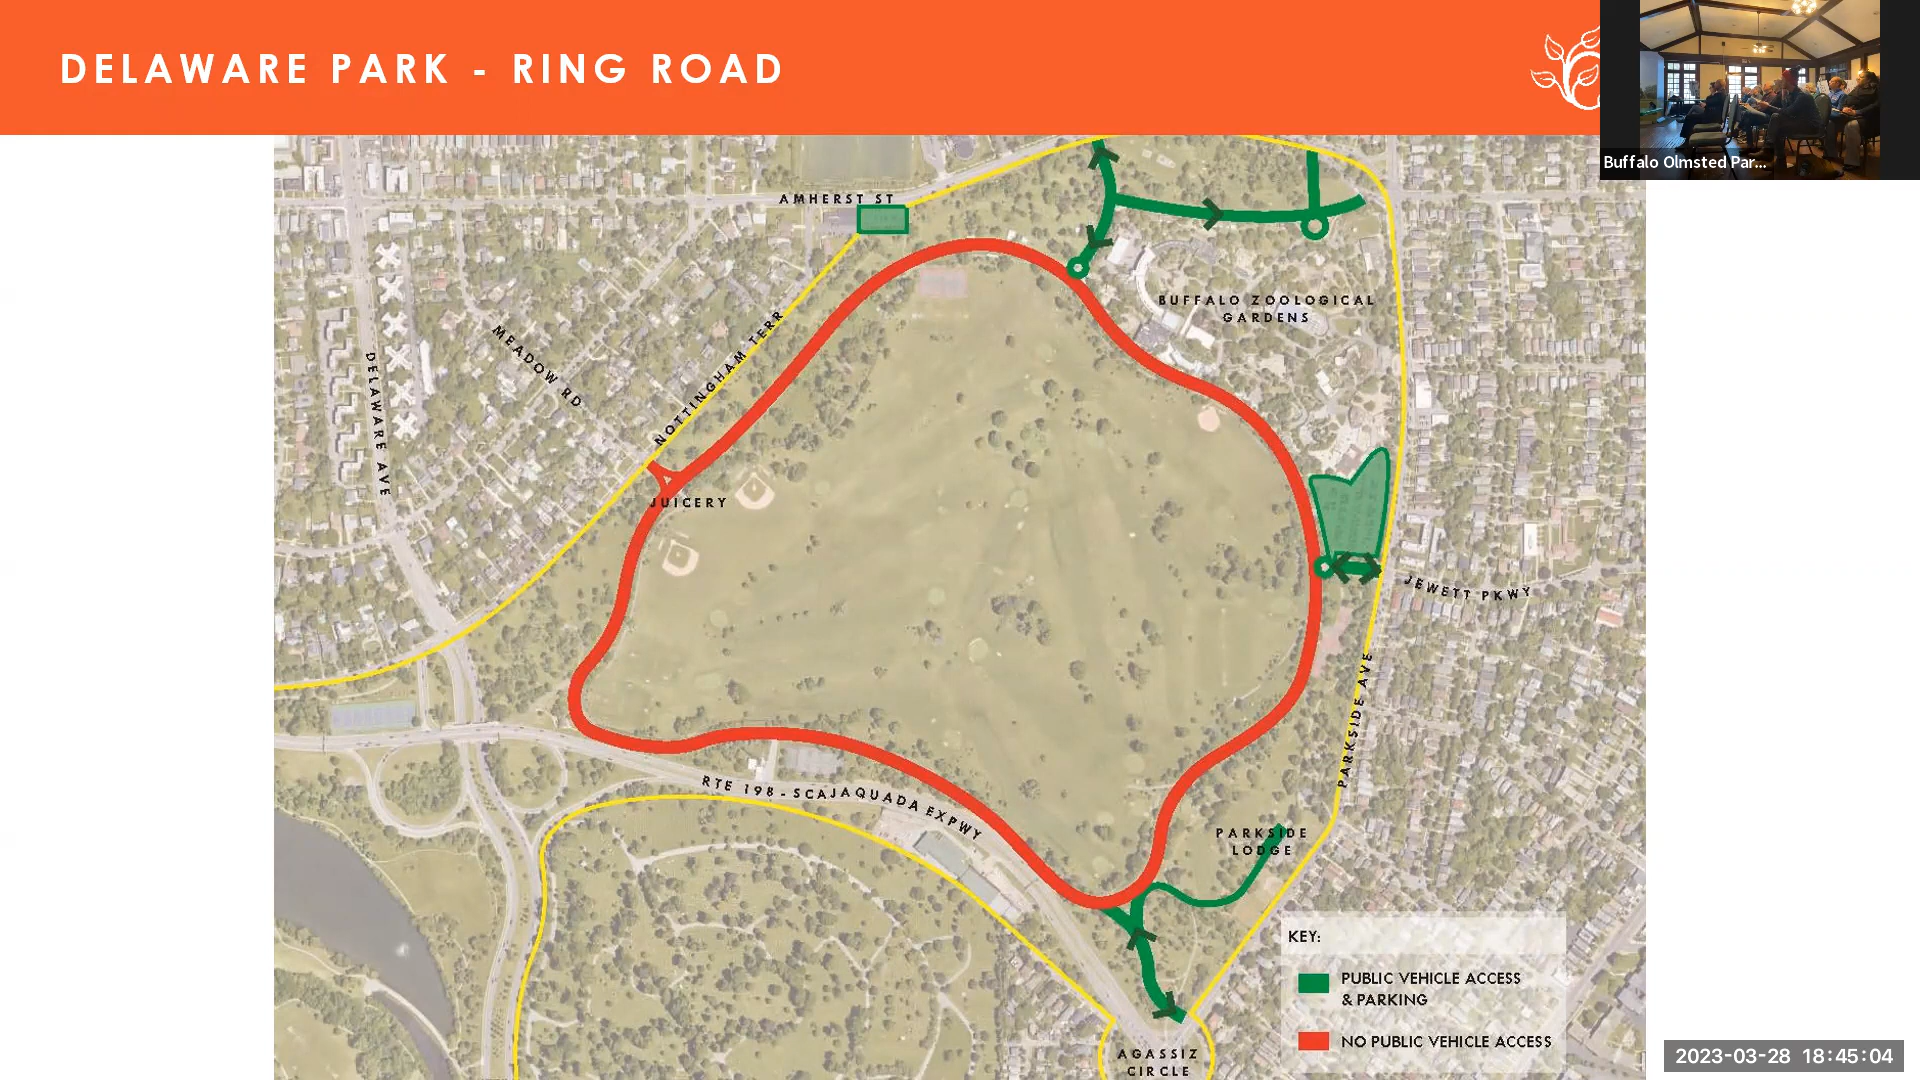 DELAWARE PARK - RING ROAD
Buffalo Olmsted Par...
AMHERST ST
BUFFALO ZOOLOGICAL
GARDENS
MEADOW RD
NOTTINGHAM TERR
DELAWARE AVE
JUICERY
JEWETT PKWY
PARKSIDE AVE
RTE 198 - SCAJAQUADA EXPWY
PARKSIDE
LODGE
AGASSIZ
CIRCLE
KEY:
PUBLIC VEHICLE ACCESS
& PARKING
NO PUBLIC VEHICLE ACCESS
2023-03-28 18:45:04